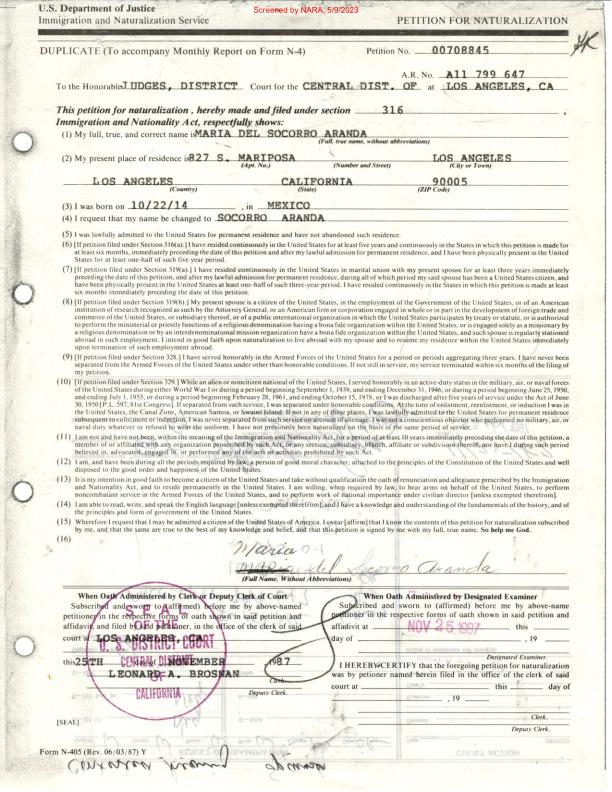 Screened by NARA, 5/9/2023
U.S. Department of Justice
Immigration and Naturalization Service PETITION FOR NATURALIZATION
DUPLICATE (To accompany Monthly Report on Form N-4) Petition No. 00708845
A.R. No. A11 799 647
To the Honorable JUDGES, DISTRICT Court for the CENTRAL DIST. OF at LOS ANGELES, CA
This petition for naturalization, hereby made and filed under section 316,
Immigration and Nationality Act, respectfully shows:
(1) My full, true, and correct name is MARIA DEL SOCORRO ARANDA
(Full, true name, without abbreviations)
(2) My present place of residence is 827 S. MARIPOSA LOS ANGELES
(Apt. No.) (Number and Street) (City or Town)
LOS ANGELES CALIFORNIA 90005
(Country) (State) (ZIP Code)
(3) I was born on 10/22/14, in MEXICO
(4) I request that my name be changed to SOCORRO ARANDA
(5) I was lawfully admitted to the United States for permanent residence and have not abandoned such residence.
(6) [If petition filed under Section 316(a).] I have resided continuously in the United States for at least five years and continuously in the States in which this petition is made for
at least six months, immediately preceding the date of this petition and after my lawful admission for permanent residence, and I have been physically present in the United
States for at least one-half of such five year period.
(7) [If petition filed under Section 319(a).] I have resided continuously in the United States in marital union with my present spouse for at least three years immediately
preceding the date of this petition, and after my lawful admission for permanent residence, during all of which period my said spouse has been a United States citizen, and
have been physically present in the United States at least one-half of such three-year period. I have resided continuously in the States in which this petition is made at least
six months immediately preceding the date of this petition.
(8) [If petition filed under Section 319(b).] My present spouse is a citizen of the United States, in the employment of the Government of the United States, or of an American
institution of research recognized as such by the Attorney General, or an American firm or corporation engaged in whole or in part in the development of foreign trade and
commerce of the United States, or subsidiary thereof, or of a public international organization in which the United States participates by treaty or statute, or is authorized
to perform the ministerial or priestly functions of a religious denomination having a bona fide organization within the United States, or is engaged solely as a missionary by
a religious denomination or by an interdenominational mission organization have a bona fide organization within the United States, and such spouse is regularly stationed
abroad in such employment. I intend in good faith upon naturalization to live abroad with my spouse and to resume my residence within the United States immediately
upon termination of such employment abroad.
(9) [If petition filed under Section 328.] I have served honorably in the Armed Forces of the United States for a period or periods aggregating three years. I have never been
separated from the Armed Forces of the United States under other than honorable conditions. If not still in service, my service terminated within six months of the filing of
my petition.
(10) [If petition filed under Section 329.] While an alien or noncitizen national of the United States, I served honorably in an active-duty status in the military, air, or naval forces
of the United States during either World War I or during a period beginning September 1, 1939, and ending December 31, 1946, or during a period beginning June 25, 1950,
and ending July 1, 1955, or during a period beginning February 28, 1961, and ending October 15, 1978, or I was discharged after five years of service under the Act of June
30, 1950 [P.L. 597, 81st Congress]. If separated from such service, I was separated under honorable conditions. At the time of enlistment, reenlistment, or induction I was in
the United States, the Canal Zone, American Samoa, or Swains Island. If not in any of these places, I was lawfully admitted to the United States for permanent residence
subsequent to enlistment or induction. I was never separated from such service on account of alienage. I was not a conscientious objector who performed no military, air, or
naval duty whatever or refused to wear the uniform. I have not previously been naturalized on the basis of the same period of service.
(11) I am not and have not been, within the meaning of the Immigration and Nationality Act, for a period of at least 10 years immediately preceding the date of this petition, a
member of or affiliated with any organization proscribed by such Act, or any section, subsidiary, branch, affiliate or subdivision thereof, nor have I during such period
believed in, advocated, engaged in, or performed any of the acts or activities prohibited by such Act.
(12) I am, and have been during all the periods required by law, a person of good moral character, attached to the principles of the Constitution of the United States and well
disposed to the good order and happiness of the United States.
(13) It is my intention in good faith to become a citizen of the United States and take without qualification the oath of renunciation and allegiance prescribed by the Immigration
and Nationality Act, and to reside permanently in the United States. I am willing, when required by law, to bear arms on behalf of the United States, to perform
noncombatant service in the Armed Forces of the United States, and to perform work of national importance under civilian director [unless exempted therefrom].
(14) I am able to read, write, and speak the English language [unless exempted therefrom], and I have a knowledge and understanding of the fundamentals of the history, and of
the principles and form of government of the United States.
(15) Wherefore I request that I may be admitted a citizen of the United States of America. I swear [affirm] that I know the contents of this petition for naturalization subscribed
by me, and that the same are true to the best of my knowledge and belief, and that this petition is signed by me with my full, true name. So help me God.
(16)
Maria
del Socorro Aranda
(Full Name, Without Abbreviations)
When Oath Administered by Clerk or Deputy Clerk of Court
Subscribed and sworn to (affirmed) before me by above-named
petitioner in the respective forms of oath shown in said petition and
affidavit, and filed by said petitioner, in the office of the clerk of said
court at LOS ANGELES, CA
this 25TH day of NOVEMBER 1987
Clerk.
LEONARD A. BROSNAN
Deputy Clerk.
SEAL
OF THE
U. S. DISTRICT COURT
CENTRAL DISTRICT
OF
CALIFORNIA
[SEAL]
When Oath Administered by Designated Examiner
Subscribed and sworn to (affirmed) before me by above-named
petitioner in the respective forms of oath shown in said petition and
affidavit at this
NOV 25 1987
day of , 19
Designated Examiner.
I HEREBY CERTIFY that the foregoing petition for naturalization
was by petitioner named herein filed in the office of the clerk of said
court at this day of
, 19
Clerk.
Deputy Clerk.
Form N-405 (Rev. 06/03/87) Y